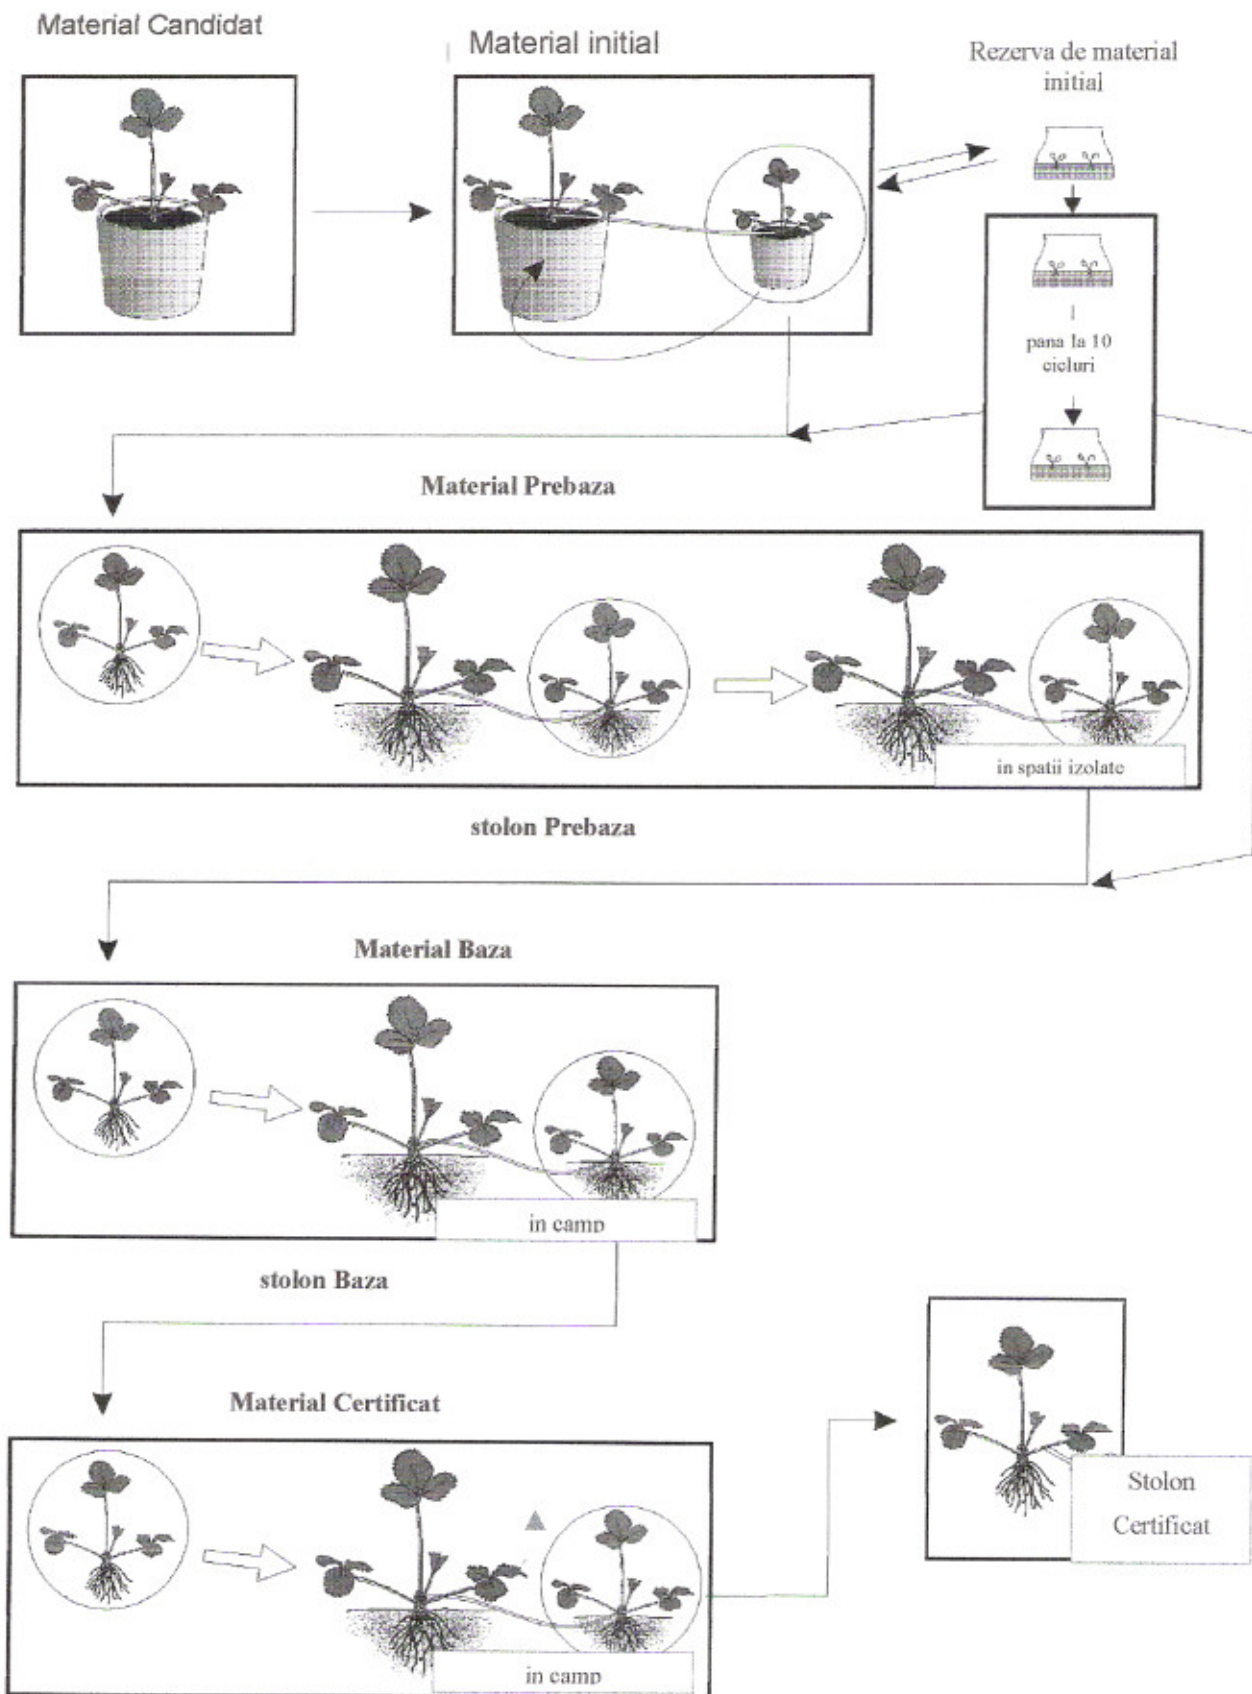 Material Candidat
Material initial
Rezerva de material
initial
pana la 10
cicluri
Material Prebaza
in spatii izolate
stolon Prebaza
Material Baza
in camp
stolon Baza
Material Certificat
Stolon
Certificat
in camp